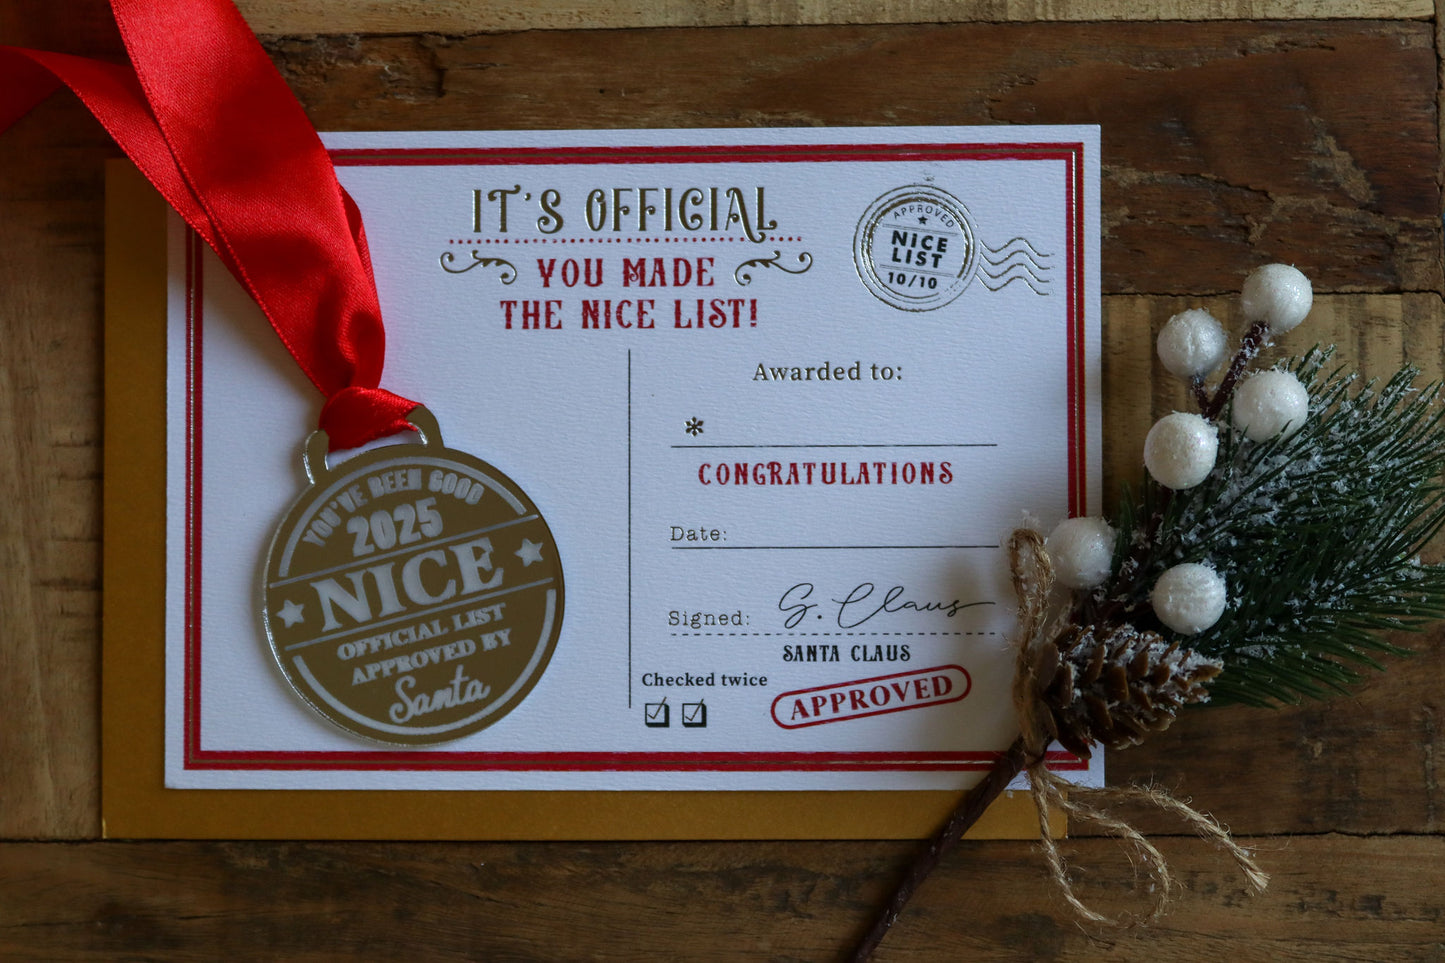 IT'S OFFICIAL
YOU MADE
THE NICE LIST!
APPROVED
NICE
LIST
10/10
Awarded to:
*
CONGRATULATIONS
Date:
Signed: S. Claus
SANTA CLAUS
Checked twice
APPROVED
YOU'VE BEEN GOOD
2025
NICE
OFFICIAL LIST
APPROVED BY
Santa